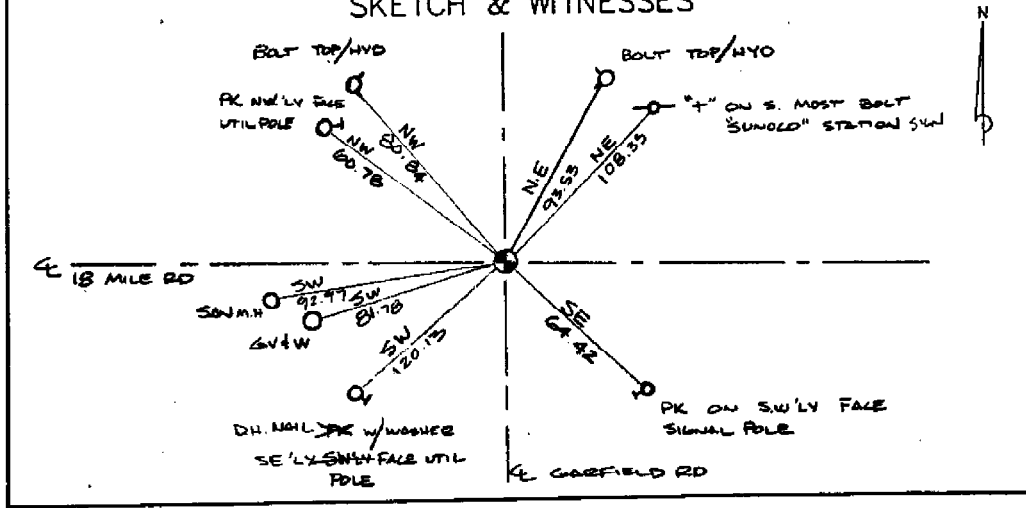 SKETCH & WITNESSES
N
BOLT TOP/HYD
BOLT TOP/HYD
PK NW'LY FACE
UTIL POLE
"+" ON S. MOST BOLT
"SUNOCO" STATION SIGN
NW
80.84
NW
60.78
N.E
93.53
NE
108.35
℄ 18 MILE RD
SW
92.97
SW
81.78
SAN M.H
GV & W
SW
120.13
SE
64.42
PK ON S.W'LY FACE
SIGNAL POLE
DH. NAIL PK W/WASHER
SE'LY SW'LY FACE UTIL
POLE
℄ GARFIELD RD